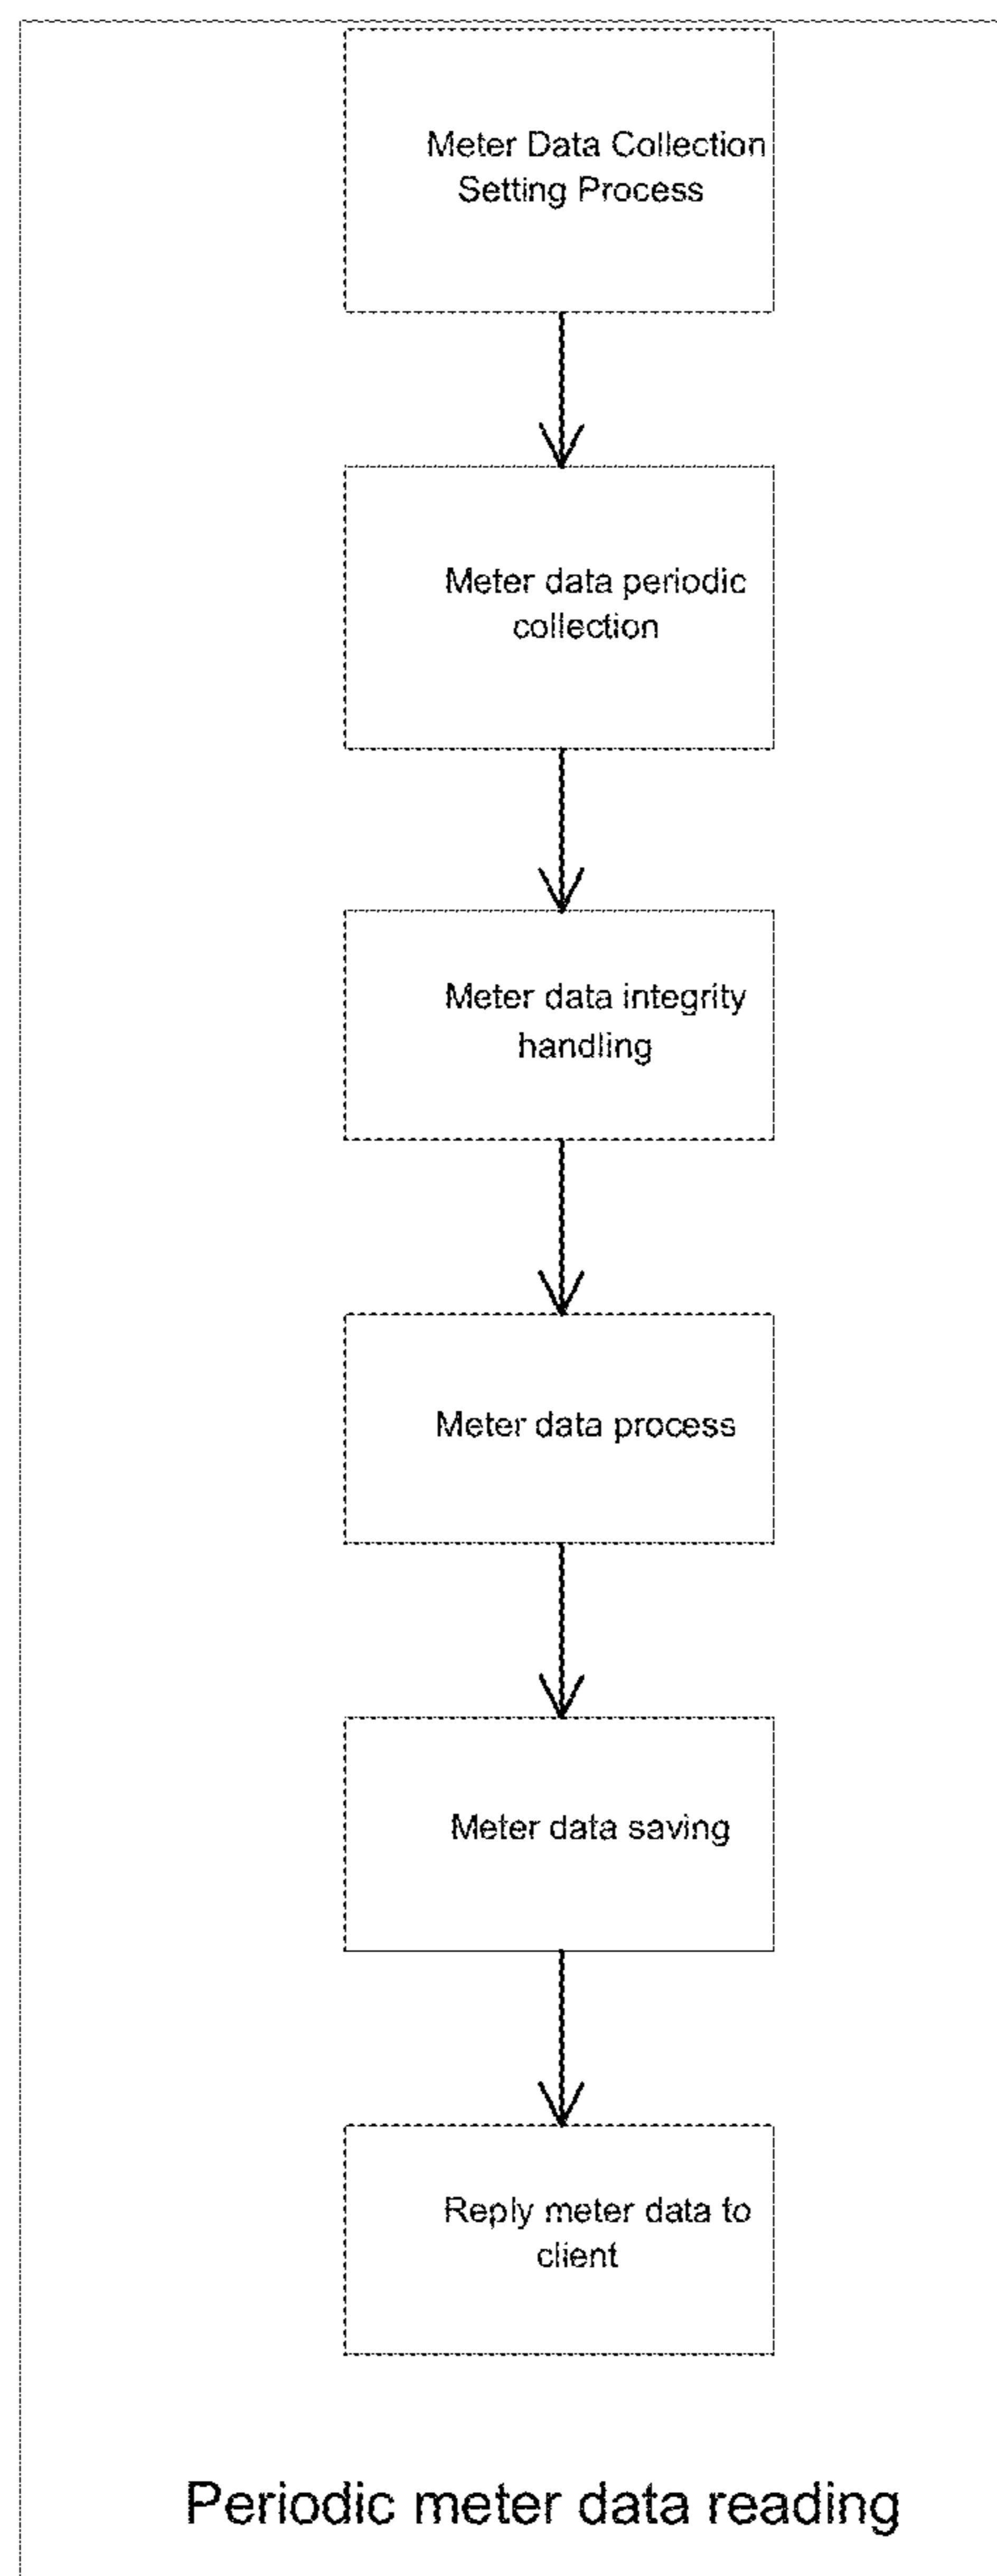 Meter Data Collection
Setting Process
Meter data periodic
collection
Meter data integrity
handling
Meter data process
Meter data saving
Reply meter data to
client
Periodic meter data reading